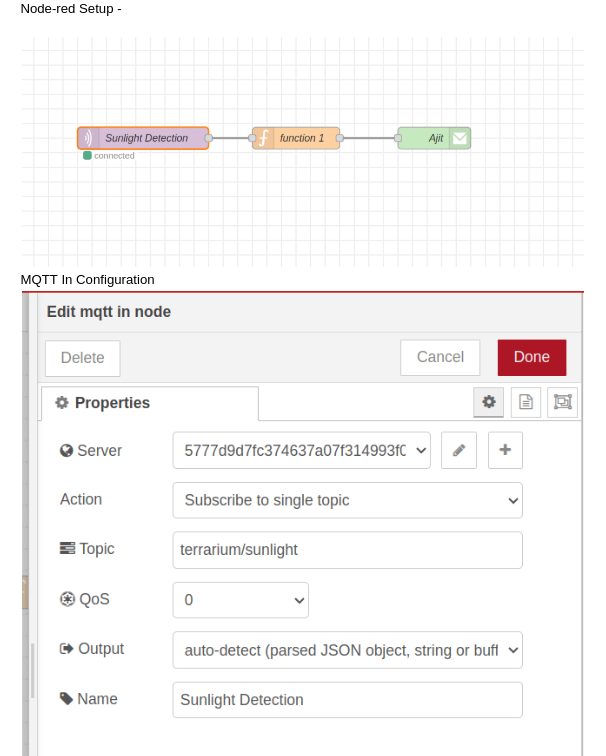 Node-red Setup -
Sunlight Detection
function 1
Ajit
connected
MQTT In Configuration
Edit mqtt in node
Delete
Cancel
Done
Properties
Server
5777d9d7fc374637a07f314993f0
Action
Subscribe to single topic
Topic
terrarium/sunlight
QoS
0
Output
auto-detect (parsed JSON object, string or buff
Name
Sunlight Detection